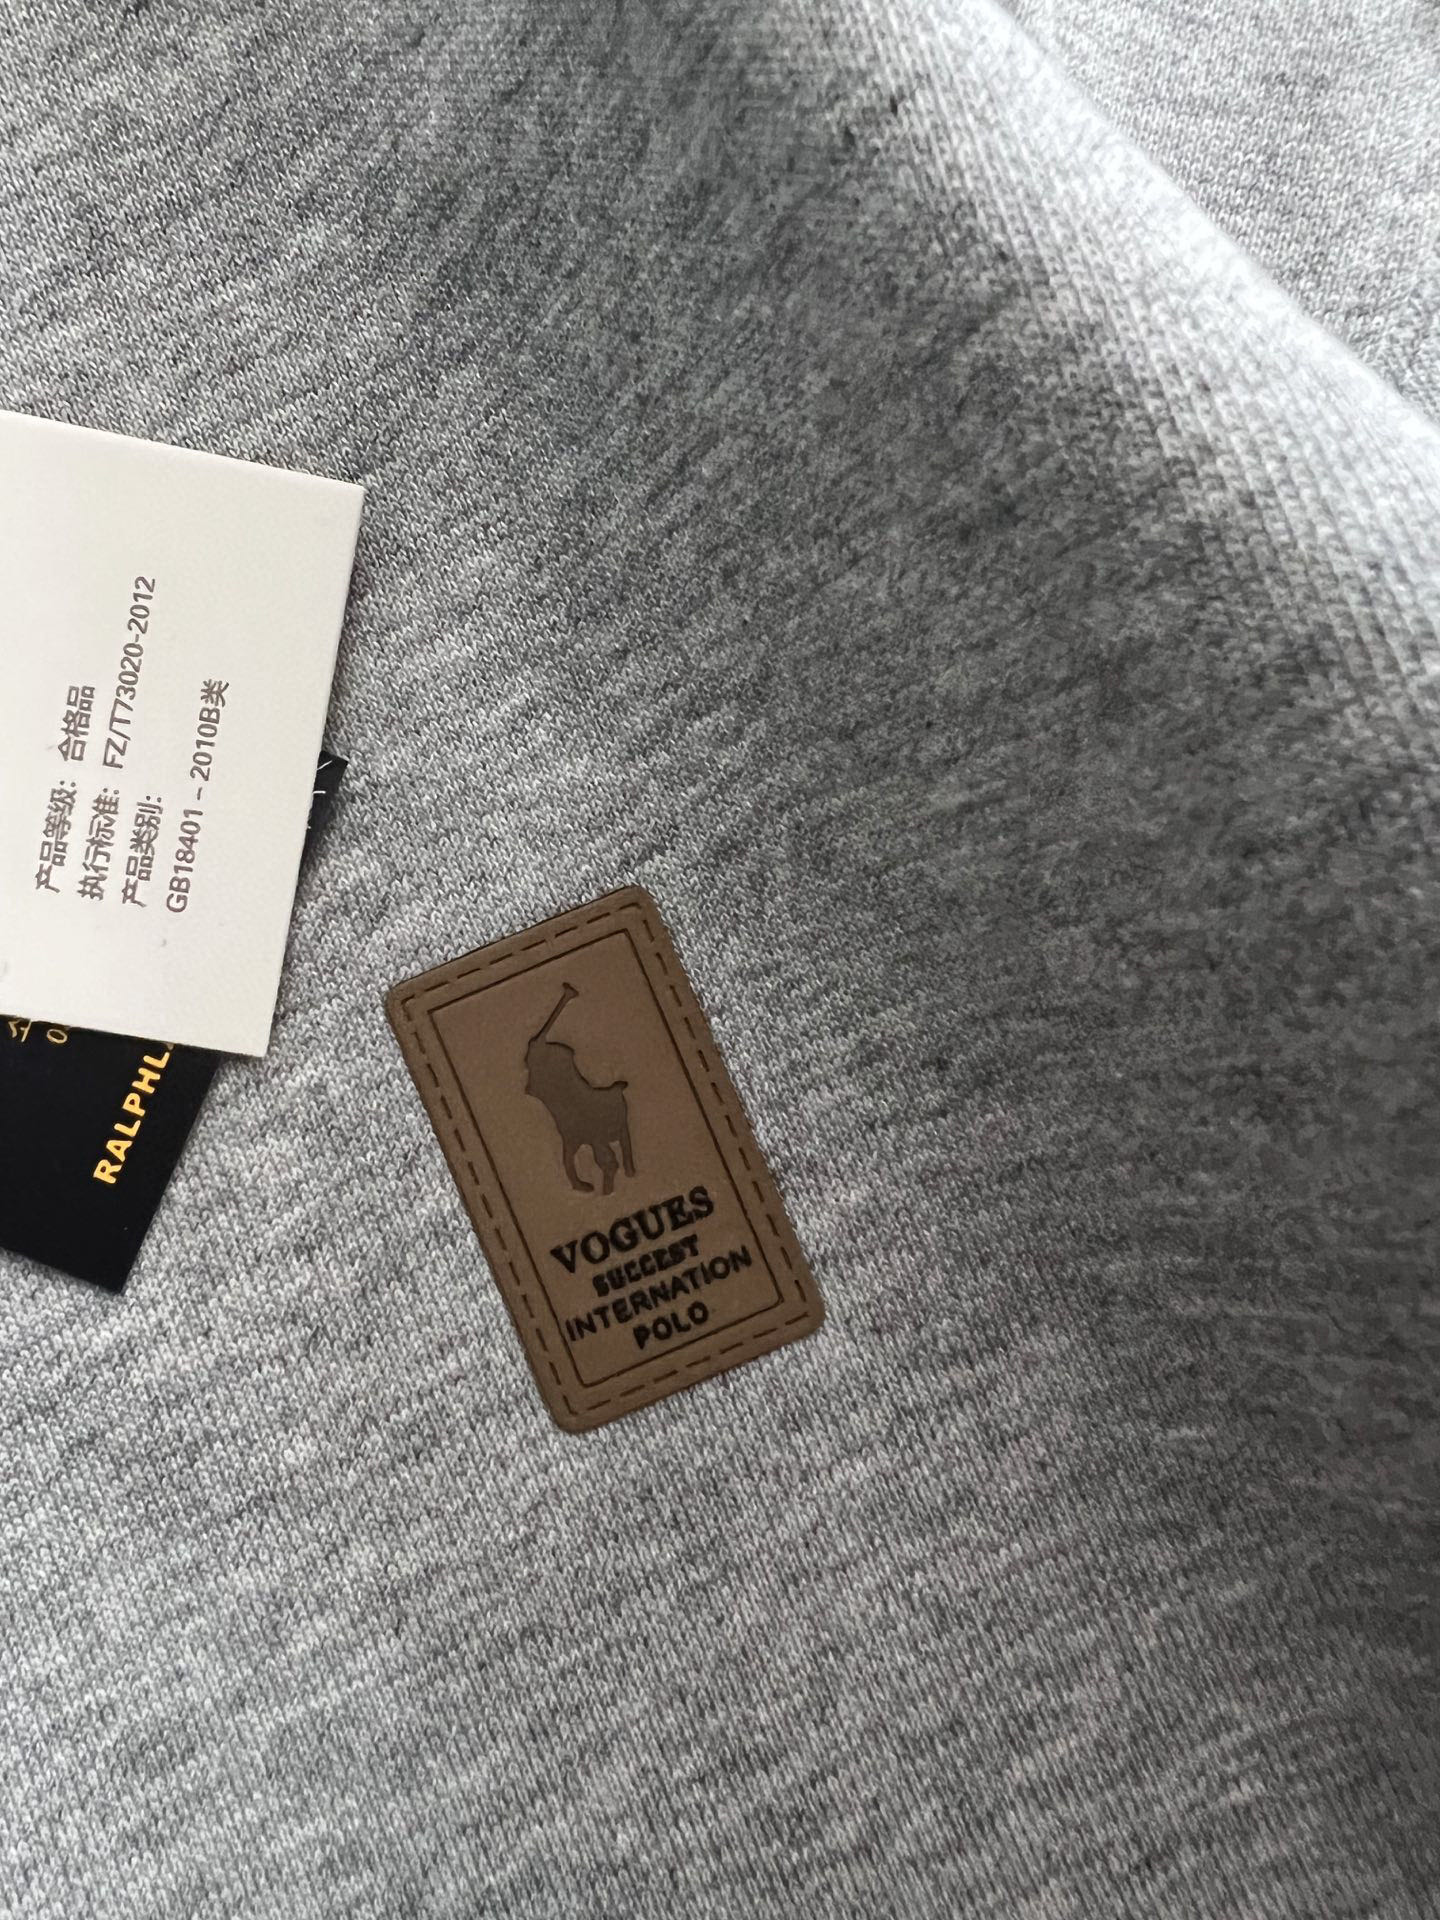 产品等级：合格品
执行标准：FZ/T73020-2012
产品类别：
GB18401－2010B类
RALPHL
VOGUES
SUCCEST
INTERNATION
POLO